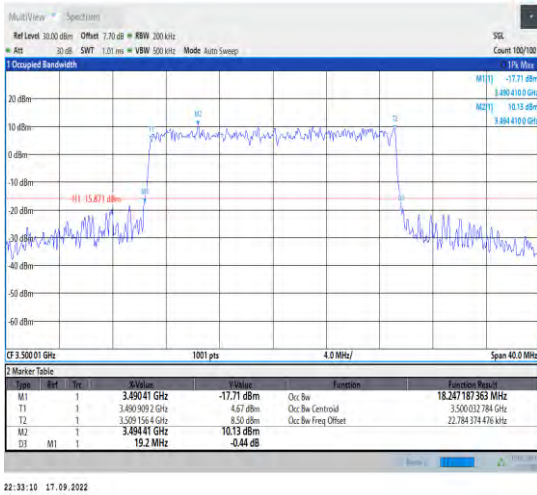 MultiView Spectrum
Ref Level 30.00 dBm Offset 7.70 dB RBW 200 kHz SGL
Att 30 dB SWT 1.01 ms VBW 500 kHz Mode Auto Sweep Count 100/100
1 Occupied Bandwidth 1Pk Max
M1[1] -17.71 dBm
3.490 410 0 GHz
M2[1] 10.13 dBm
3.494 410 0 GHz
20 dBm
M2
T2
10 dBm
0 dBm
-10 dBm
M1
H1 -15.871 dBm
-20 dBm
-30 dBm
-40 dBm
-50 dBm
-60 dBm
CF 3.500 01 GHz 1001 pts 4.0 MHz/ Span 40.0 MHz
2 Marker Table
Type Ref Trc X-Value Y-Value Function Function Result
M1 1 3.490 41 GHz -17.71 dBm Occ Bw 18.247 187 363 MHz
T1 1 3.490 909 2 GHz 4.67 dBm Occ Bw Centroid 3.500 032 784 GHz
T2 1 3.509 156 4 GHz 8.50 dBm Occ Bw Freq Offset 22.784 374 476 kHz
M2 1 3.494 41 GHz 10.13 dBm
D3 M1 1 19.2 MHz -0.44 dB
22:33:10 17.09.2022